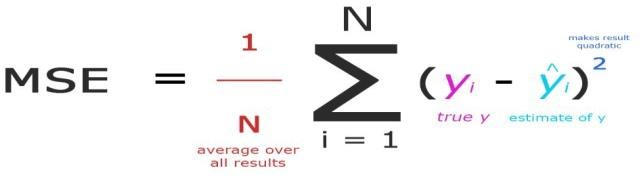 MSE = 1/N N Σ i = 1 (yi - ŷi)2
average over
all results
true y
estimate of y
makes result
quadratic